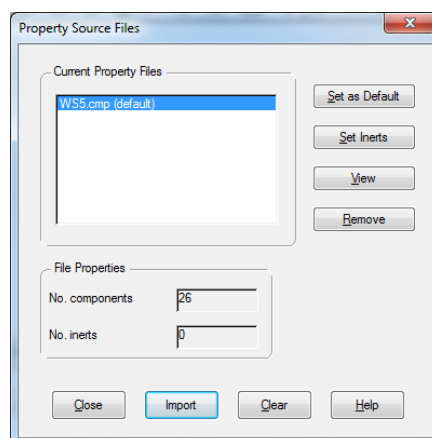 Property Source Files
Current Property Files
WS5.cmp (default)
Set as Default
Set Inerts
View
Remove
File Properties
No. components 26
No. inerts 0
Close Import Clear Help